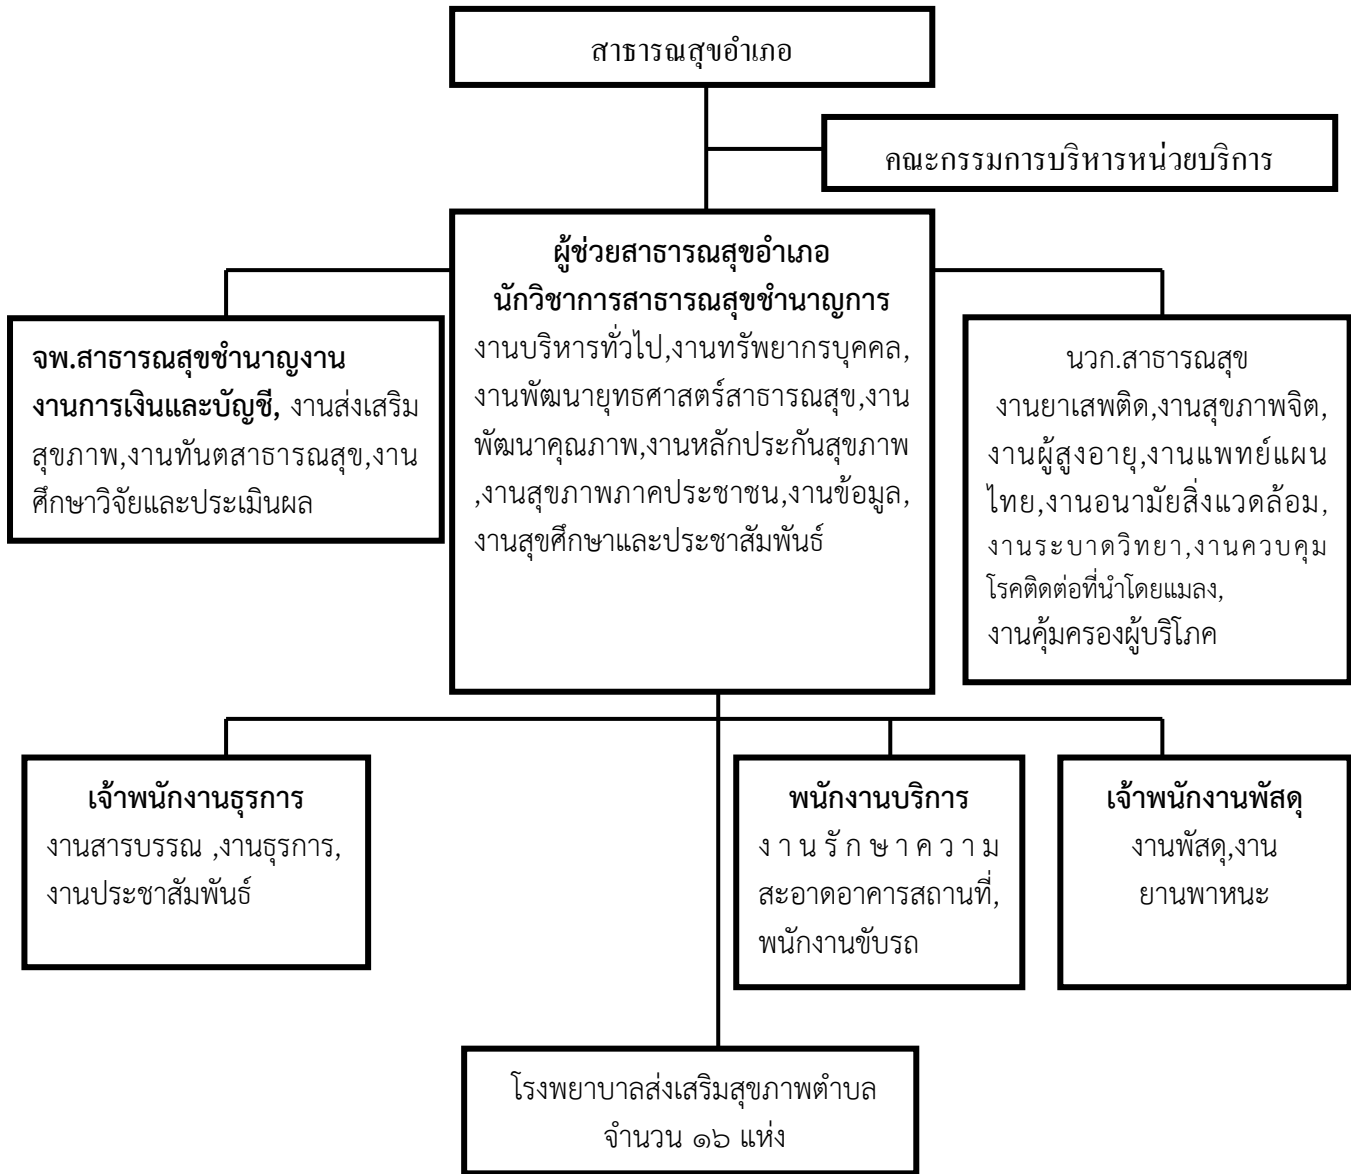 สาธารณสุขอำเภอ
คณะกรรมการบริหารหน่วยบริการ
ผู้ช่วยสาธารณสุขอำเภอ
นักวิชาการสาธารณสุขชำนาญการ
งานบริหารทั่วไป,งานทรัพยากรบุคคล,
งานพัฒนายุทธศาสตร์สาธารณสุข,งาน
พัฒนาคุณภาพ,งานหลักประกันสุขภาพ
,งานสุขภาพภาคประชาชน,งานข้อมูล,
งานสุขศึกษาและประชาสัมพันธ์
จพ.สาธารณสุขชำนาญงาน
งานการเงินและบัญชี, งานส่งเสริม
สุขภาพ,งานทันตสาธารณสุข,งาน
ศึกษาวิจัยและประเมินผล
นวก.สาธารณสุข
งานยาเสพติด,งานสุขภาพจิต,
งานผู้สูงอายุ,งานแพทย์แผน
ไทย,งานอนามัยสิ่งแวดล้อม,
งานระบาดวิทยา,งานควบคุม
โรคติดต่อที่นำโดยแมลง,
งานคุ้มครองผู้บริโภค
เจ้าพนักงานธุรการ
งานสารบรรณ ,งานธุรการ,
งานประชาสัมพันธ์
พนักงานบริการ
งานรักษาความ
สะอาดอาคารสถานที่,
พนักงานขับรถ
เจ้าพนักงานพัสดุ
งานพัสดุ,งาน
ยานพาหนะ
โรงพยาบาลส่งเสริมสุขภาพตำบล
จำนวน ๑๖ แห่ง